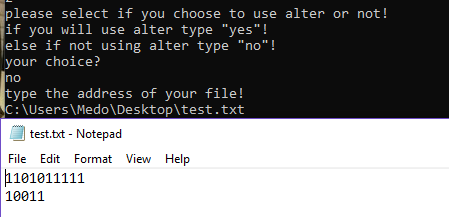 please select if you choose to use alter or not!
if you will use alter type "yes"!
else if not using alter type "no"!
your choice?
no
type the address of your file!
C:\Users\Medo\Desktop\test.txt
test.txt - Notepad
File Edit Format View Help
1101011111
10011